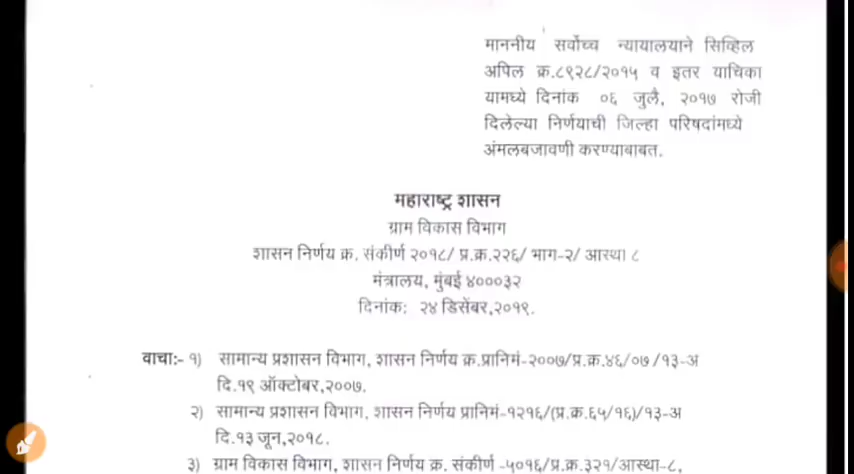 माननीय सर्वोच्च न्यायालयाने सिव्हिल
अपिल क्र.८९२८/२०१५ व इतर याचिका
यामध्ये दिनांक ०६ जुलै, २०१७ रोजी
दिलेल्या निर्णयाची जिल्हा परिषदांमध्ये
अंमलबजावणी करण्याबाबत.
महाराष्ट्र शासन
ग्राम विकास विभाग
शासन निर्णय क्र. संकीर्ण २०१८/ प्र.क्र.२२६/ भाग-२/ आस्था ८
मंत्रालय, मुंबई ४०००३२
दिनांक: २४ डिसेंबर,२०१९.
वाचा:- १) सामान्य प्रशासन विभाग, शासन निर्णय क्र.प्रानिमं-२००७/प्र.क्र.४६/०७/१३-अ
दि.१९ ऑक्टोबर,२००७.
२) सामान्य प्रशासन विभाग, शासन निर्णय प्रानिमं-१२१६/(प्र.क्र.६५/१६)/१३-अ
दि.१३ जून,२०१८.
३) ग्राम विकास विभाग, शासन निर्णय क्र. संकीर्ण -५०१६/प्र.क्र.३२१/आस्था-८,